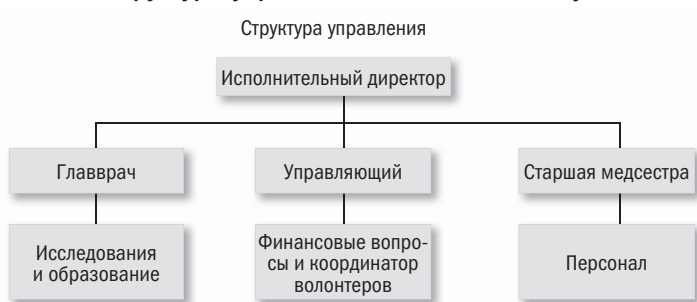 Структура управления
Исполнительный директор
Главврач
Управляющий
Старшая медсестра
Исследования
и образование
Финансовые вопро-
сы и координатор
волонтеров
Персонал